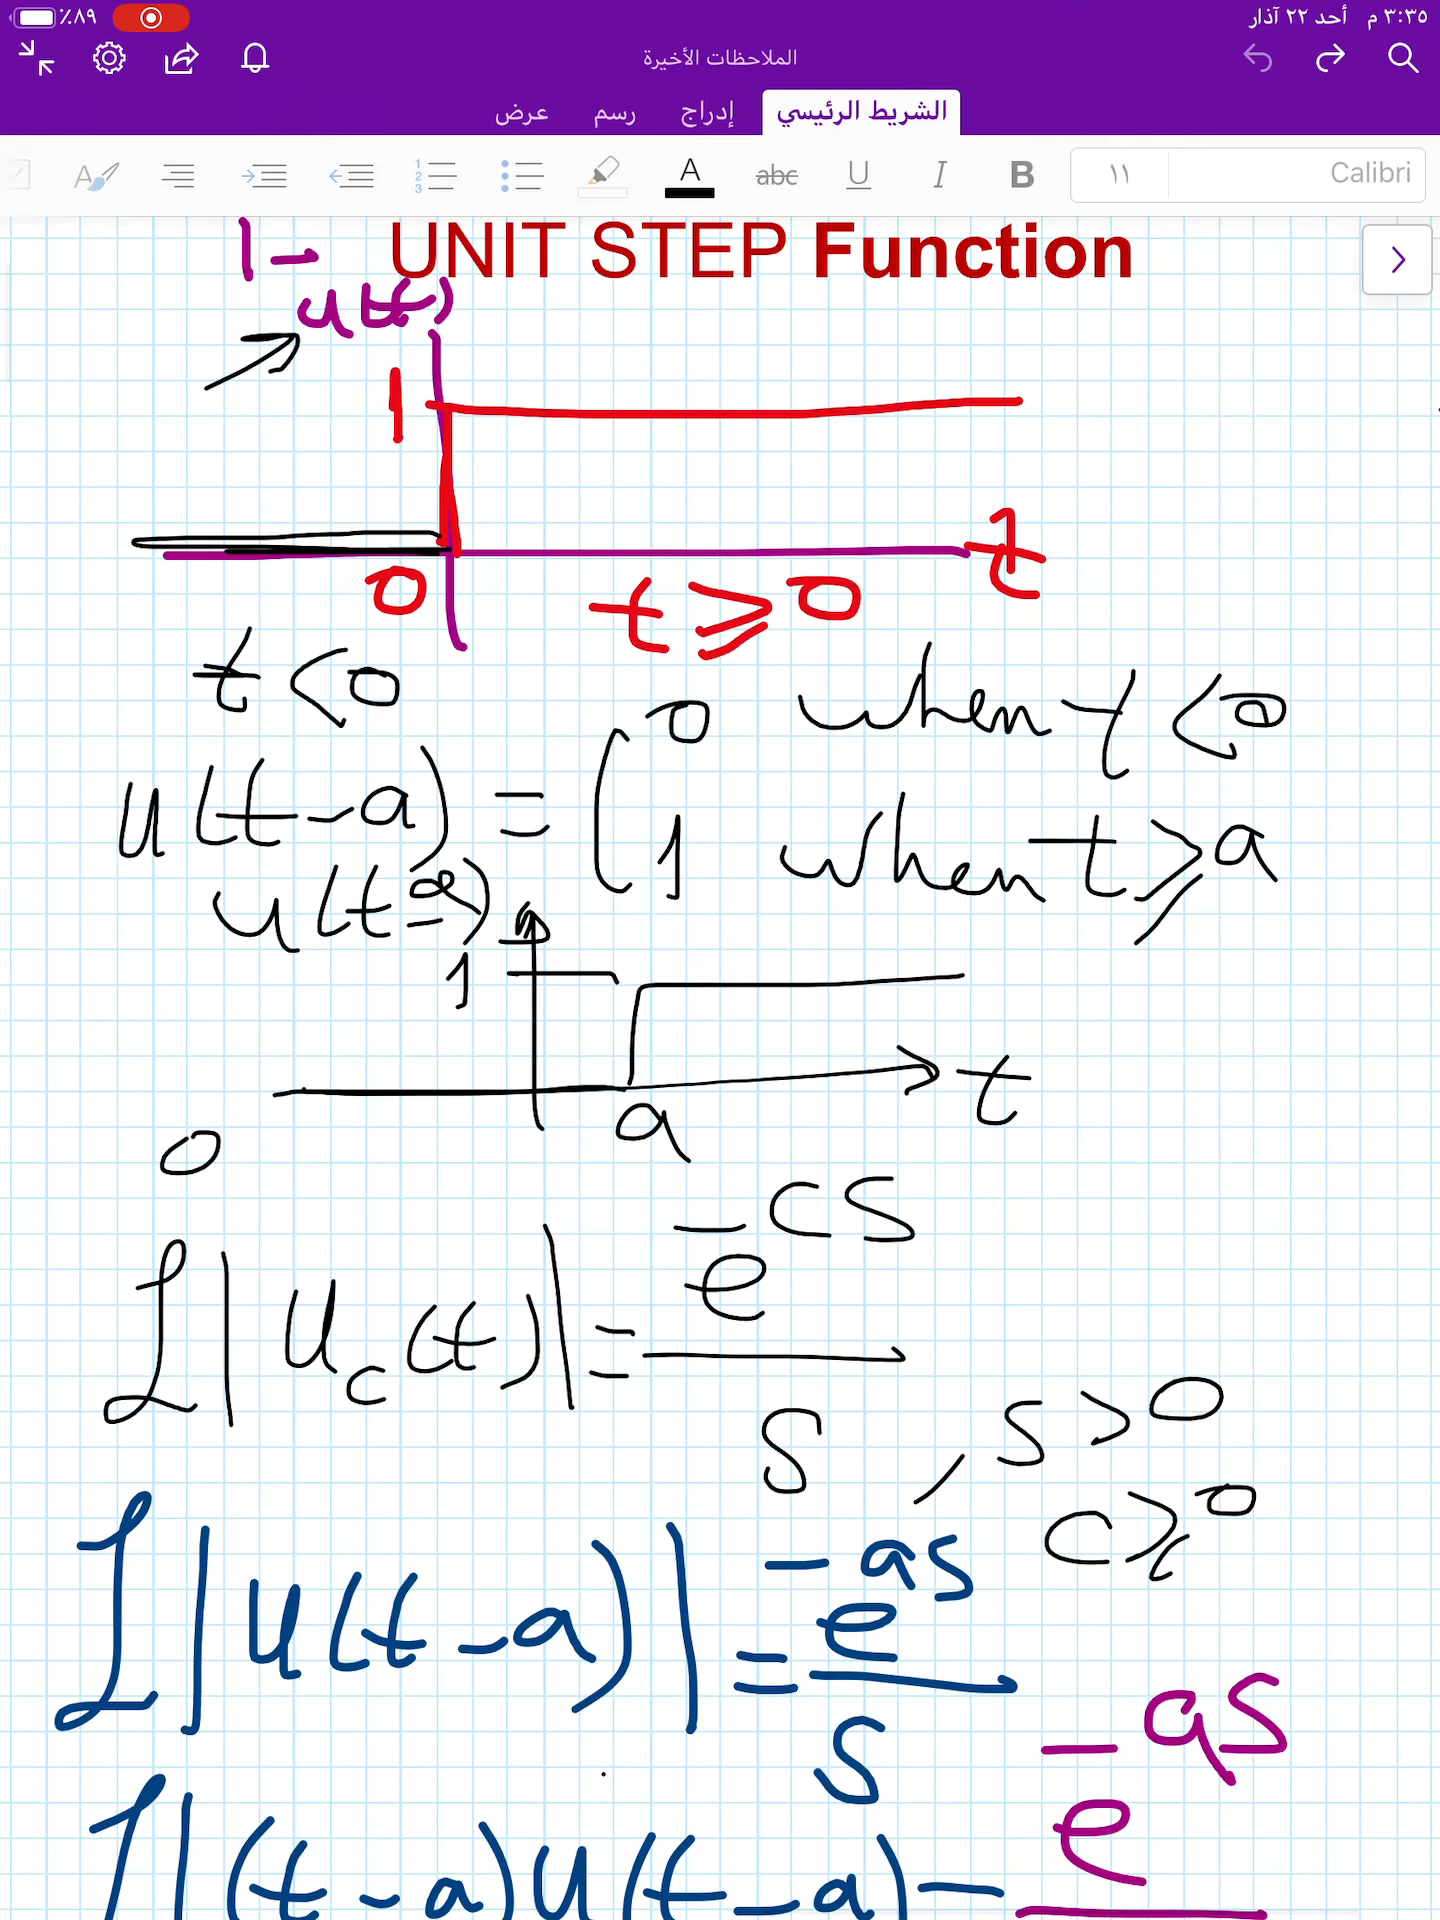 ٣:٣٥ م أحد ٢٢ آذار
٪٨٩
الملاحظات الأخيرة
الشريط الرئيسي إدراج رسم عرض
Calibri ١١ B I U abc A
1- UNIT STEP Function
u(t)
1
t
0 t ≥ 0
t < 0
u(t-a) = ( 0 when t < 0
1 when t ≥ a
u(t-a)
1
t
a
0
ℒ| u_c(t) | = e^{-cs} / s , s > 0
c ≥ 0
ℒ| u(t-a) | = e^{-as} / s
ℒ| (t-a) u(t-a) = e^{-as}